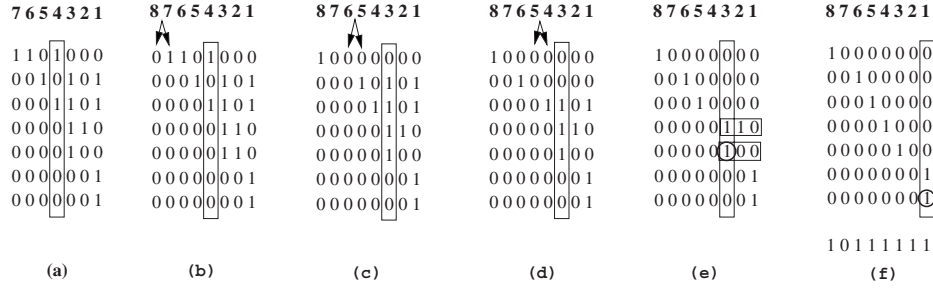 7 6 5 4 3 2 1 8 7 6 5 4 3 2 1 8 7 6 5 4 3 2 1 8 7 6 5 4 3 2 1 8 7 6 5 4 3 2 1 8 7 6 5 4 3 2 1
1 1 0 1 0 0 0 0 1 1 0 1 0 0 0 1 0 0 0 0 0 0 0 1 0 0 0 0 0 0 0 1 0 0 0 0 0 0 0 1 0 0 0 0 0 0 0
0 0 1 0 1 0 1 0 0 0 1 0 1 0 1 0 0 0 1 0 1 0 1 0 0 1 0 0 0 0 0 0 0 1 0 0 0 0 0 0 0 1 0 0 0 0 0
0 0 0 1 1 0 1 0 0 0 0 1 1 0 1 0 0 0 0 1 1 0 1 0 0 0 0 1 1 0 1 0 0 0 1 0 0 0 0 0 0 0 1 0 0 0 0
0 0 0 0 1 1 0 0 0 0 0 0 1 1 0 0 0 0 0 0 1 1 0 0 0 0 0 0 1 1 0 0 0 0 0 0 1 1 0 0 0 0 0 1 0 0 0
0 0 0 0 1 0 0 0 0 0 0 0 1 1 0 0 0 0 0 0 1 0 0 0 0 0 0 0 1 0 0 0 0 0 0 0 1 0 0 0 0 0 0 0 1 0 0
0 0 0 0 0 0 1 0 0 0 0 0 0 0 1 0 0 0 0 0 0 0 1 0 0 0 0 0 0 0 1 0 0 0 0 0 0 0 1 0 0 0 0 0 0 0 1
0 0 0 0 0 0 1 0 0 0 0 0 0 0 1 0 0 0 0 0 0 0 1 0 0 0 0 0 0 0 1 0 0 0 0 0 0 0 1 0 0 0 0 0 0 0 1
1 0 1 1 1 1 1 1
(a) (b) (c) (d) (e) (f)